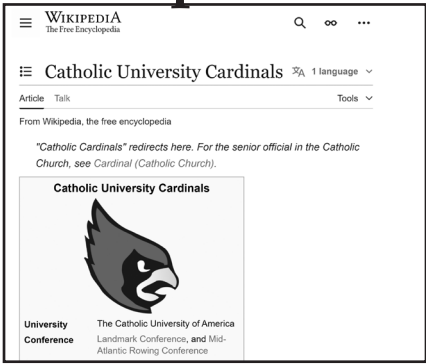 WIKIPEDIA
The Free Encyclopedia
Catholic University Cardinals
1 language
Article Talk
Tools
From Wikipedia, the free encyclopedia
"Catholic Cardinals" redirects here. For the senior official in the Catholic
Church, see Cardinal (Catholic Church).
Catholic University Cardinals
University The Catholic University of America
Conference Landmark Conference, and Mid-
Atlantic Rowing Conference